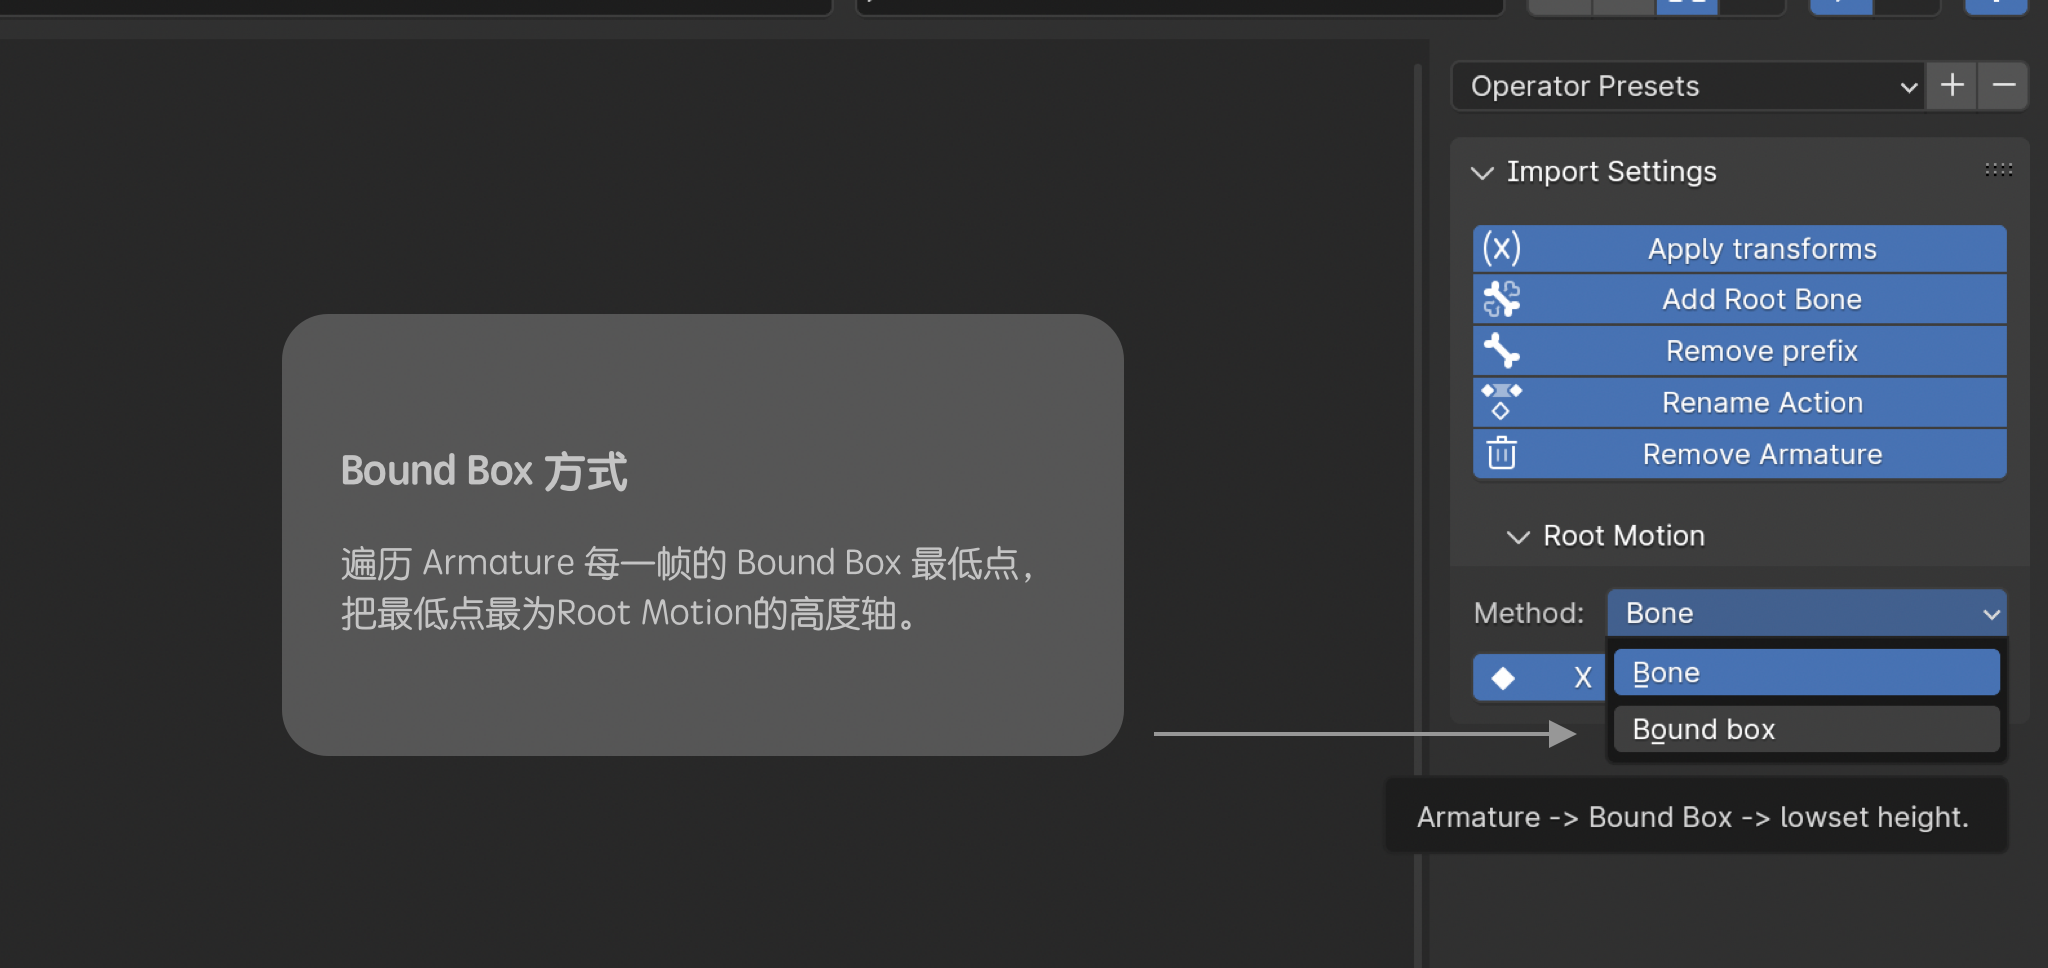 Operator Presets
Import Settings
Apply transforms
Add Root Bone
Remove prefix
Rename Action
Remove Armature
Root Motion
Method: Bone
X
Bone
Bound box
Armature -> Bound Box -> lowset height.
Bound Box 方式
遍历 Armature 每一帧的 Bound Box 最低点，
把最低点最为Root Motion的高度轴。